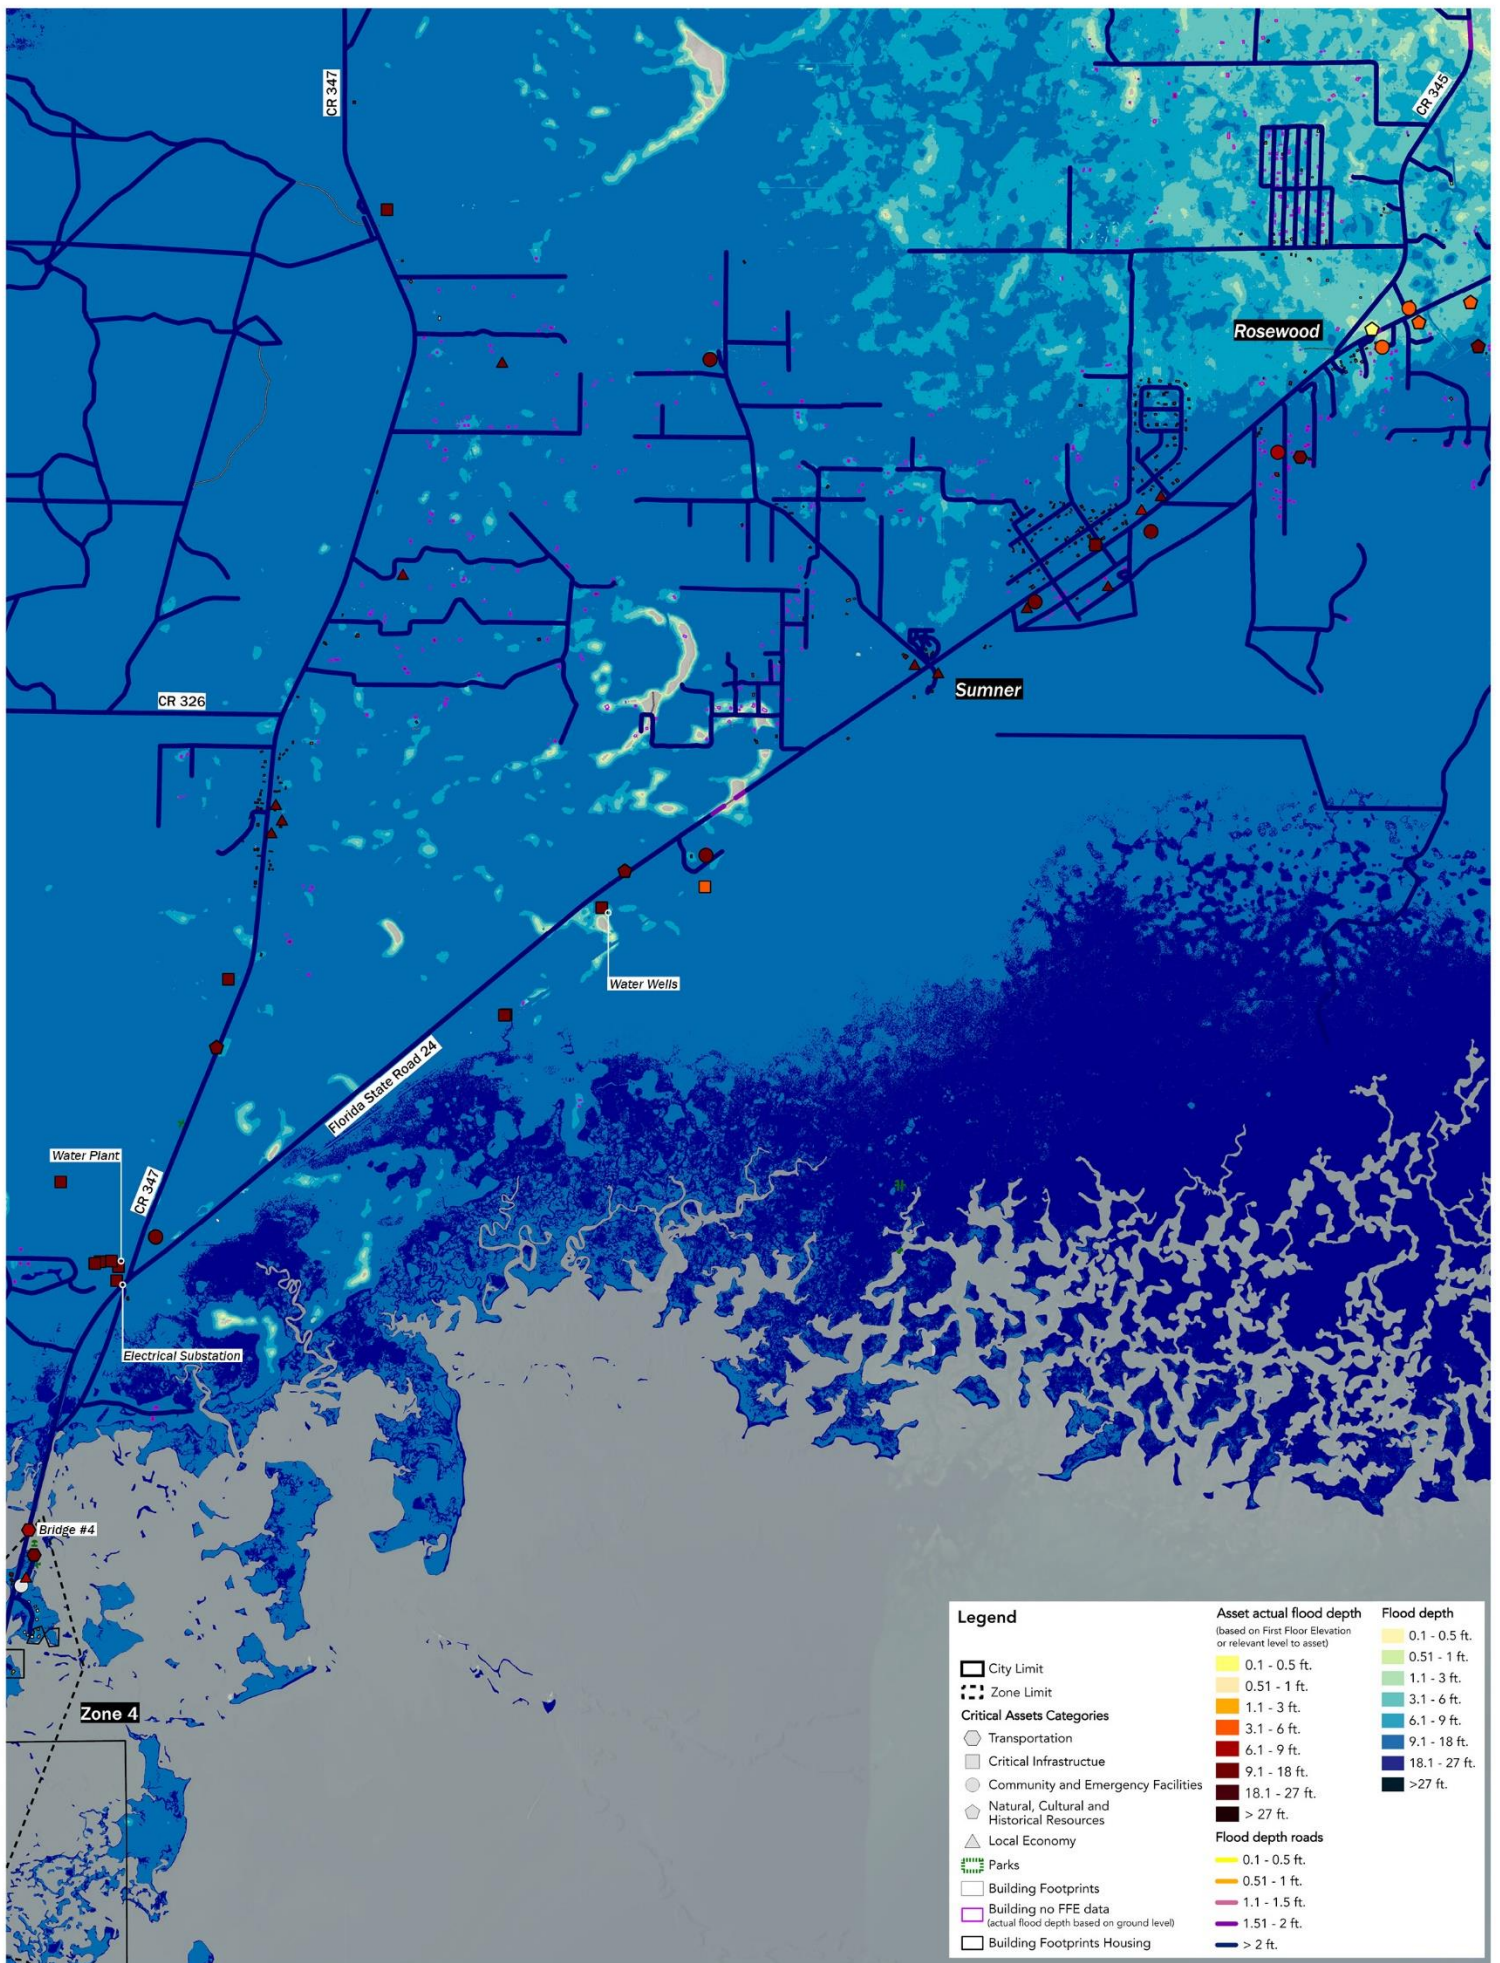 CR 347
CR 345
Rosewood
Sumner
CR 326
Water Wells
Florida State Road 24
Water Plant
CR 347
Electrical Substation
Bridge #4
Zone 4
Legend
City Limit
Zone Limit
Critical Assets Categories
Transportation
Critical Infrastructue
Community and Emergency Facilities
Natural, Cultural and
Historical Resources
Local Economy
Parks
Building Footprints
Building no FFE data
(actual flood depth based on ground level)
Building Footprints Housing
Asset actual flood depth
(based on First Floor Elevation
or relevant level to asset)
0.1 - 0.5 ft.
0.51 - 1 ft.
1.1 - 3 ft.
3.1 - 6 ft.
6.1 - 9 ft.
9.1 - 18 ft.
18.1 - 27 ft.
> 27 ft.
Flood depth roads
0.1 - 0.5 ft.
0.51 - 1 ft.
1.1 - 1.5 ft.
1.51 - 2 ft.
> 2 ft.
Flood depth
0.1 - 0.5 ft.
0.51 - 1 ft.
1.1 - 3 ft.
3.1 - 6 ft.
6.1 - 9 ft.
9.1 - 18 ft.
18.1 - 27 ft.
>27 ft.